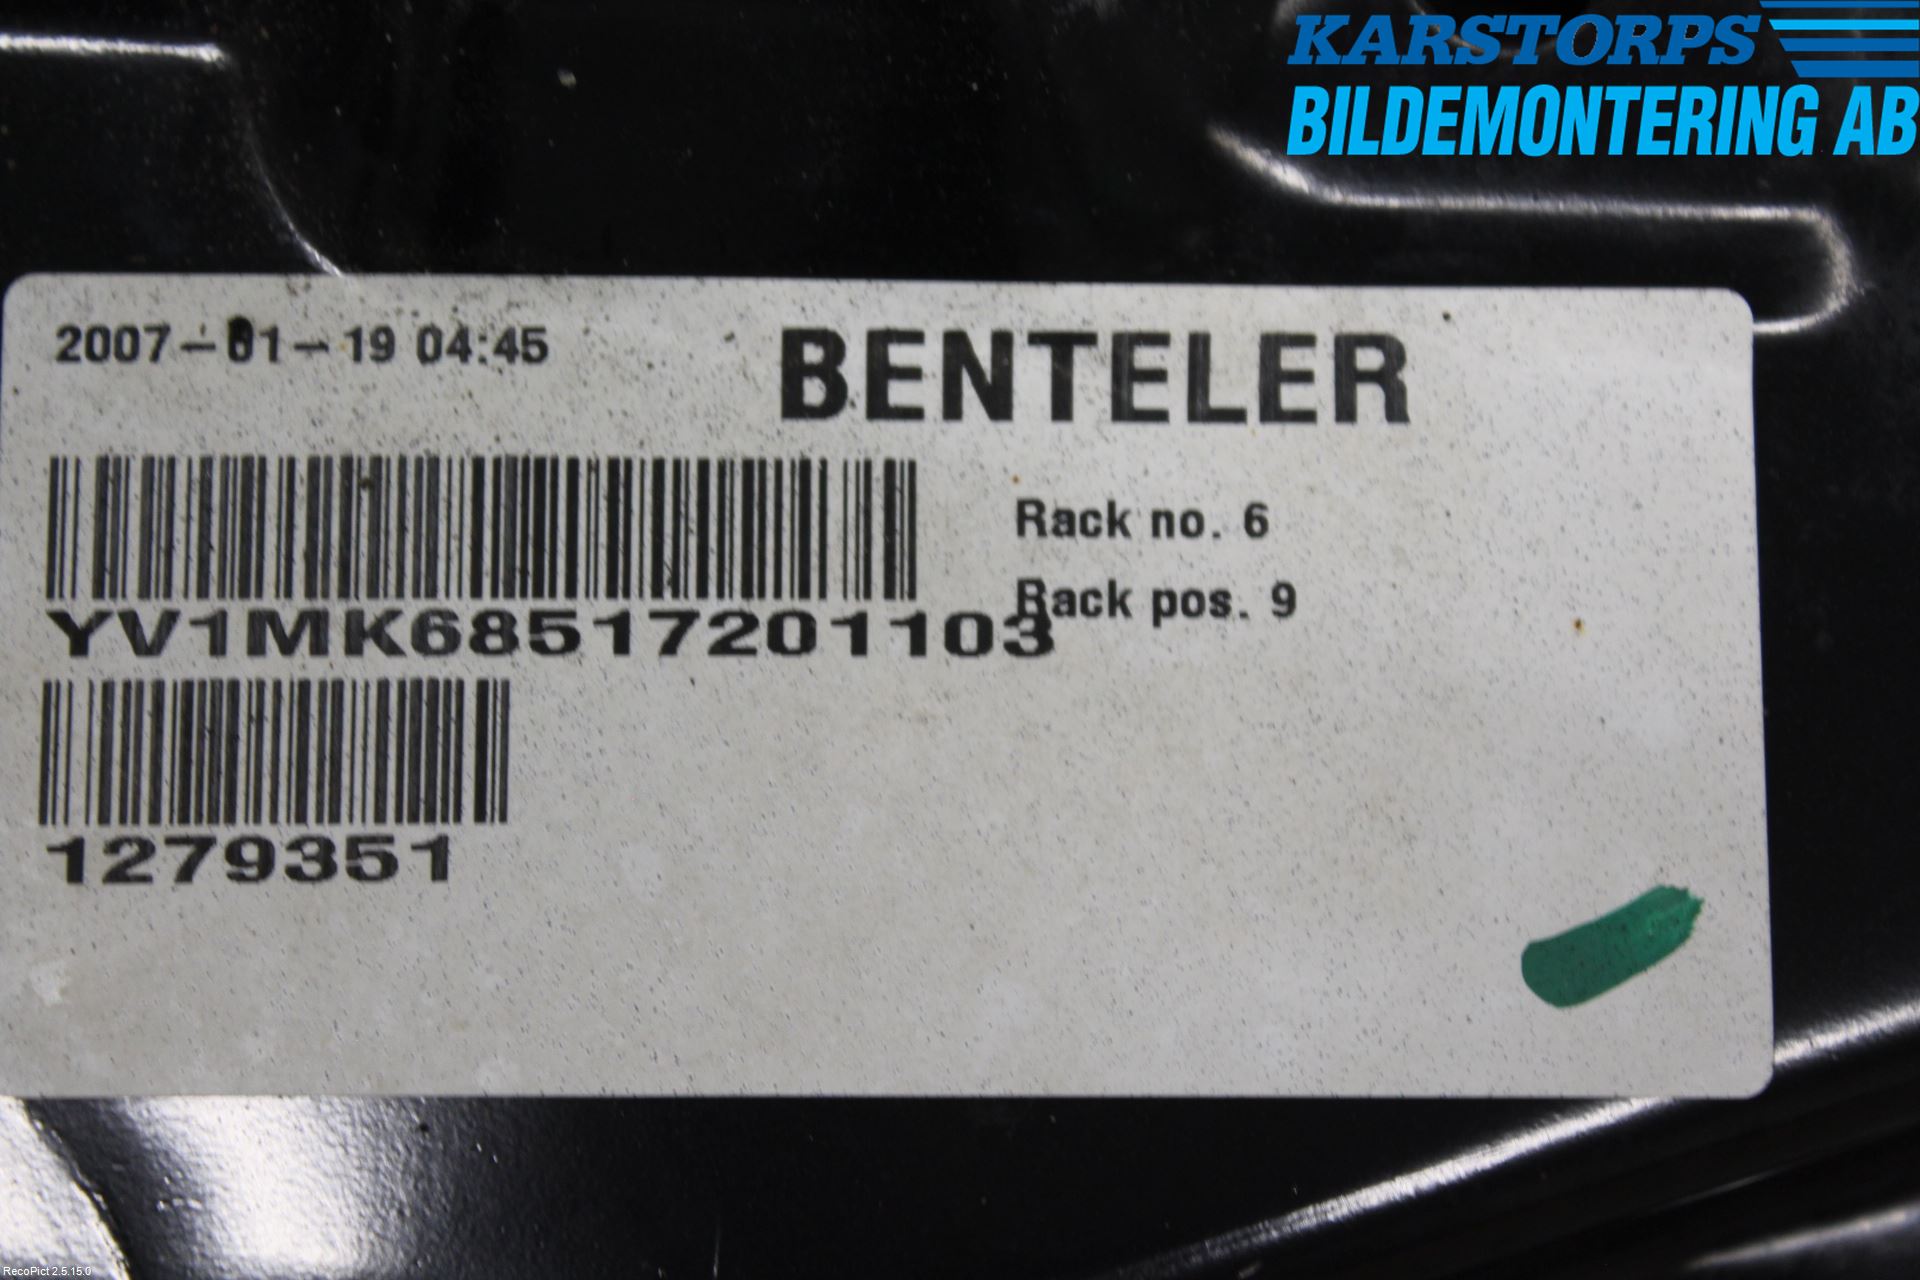 KARSTORPS
BILDEMONTERING AB
2007-01-19 04:45
BENTELER
Rack no. 6
Rack pos. 9
YV1MK68517201103
1279351
RecoPict 2.5.15.0